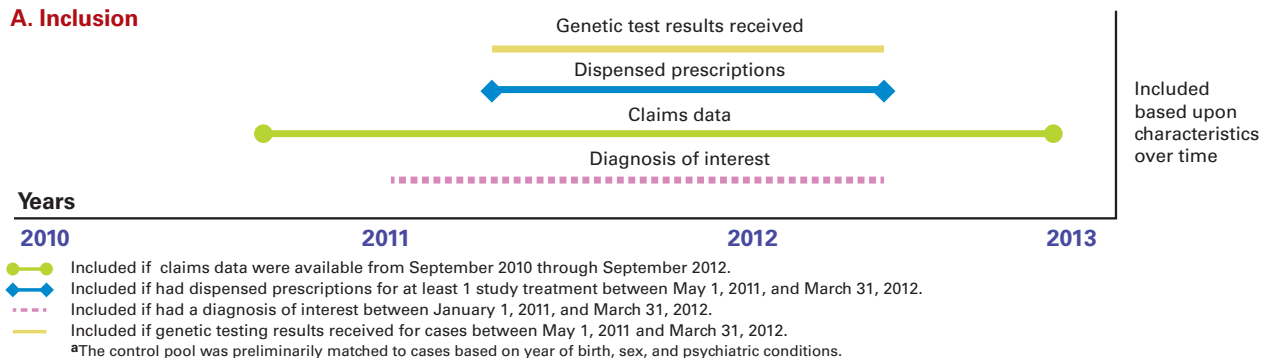 A. Inclusion
Genetic test results received
Dispensed prescriptions
Claims data
Diagnosis of interest
Included
based upon
characteristics
over time
Years
2010
2011
2012
2013
Included if claims data were available from September 2010 through September 2012.
Included if had dispensed prescriptions for at least 1 study treatment between May 1, 2011, and March 31, 2012.
Included if had a diagnosis of interest between January 1, 2011, and March 31, 2012.
Included if genetic testing results received for cases between May 1, 2011 and March 31, 2012.
aThe control pool was preliminarily matched to cases based on year of birth, sex, and psychiatric conditions.